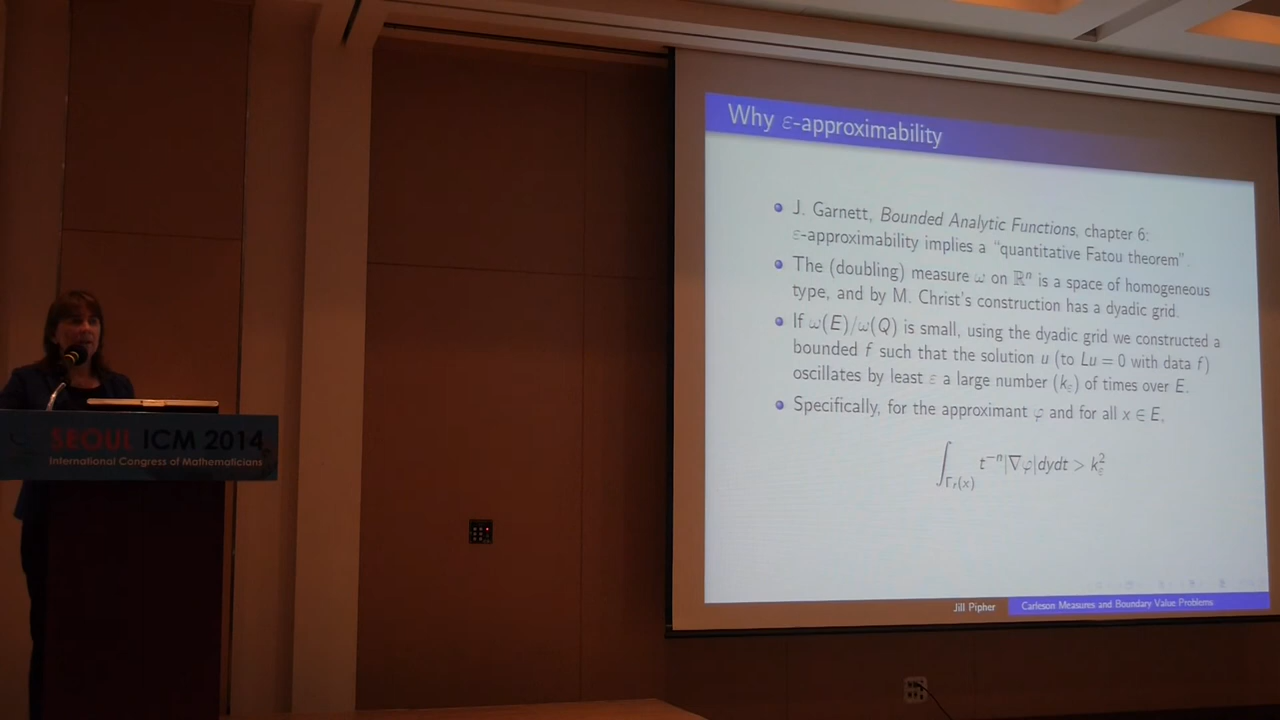 Why ε-approximability
J. Garnett, Bounded Analytic Functions, chapter 6:
ε-approximability implies a “quantitative Fatou theorem”.
The (doubling) measure ω on ℝⁿ is a space of homogeneous
type, and by M. Christ's construction has a dyadic grid.
If ω(E)/ω(Q) is small, using the dyadic grid we constructed a
bounded f such that the solution u (to Lu = 0 with data f)
oscillates by least ε a large number (k_ε) of times over E.
Specifically, for the approximant φ and for all x ∈ E,
∫_{Γ_r(x)} t⁻ⁿ|∇φ|dydt > k_ε²
Jill Pipher Carleson Measures and Boundary Value Problems
SEOUL ICM 2014
International Congress of Mathematicians